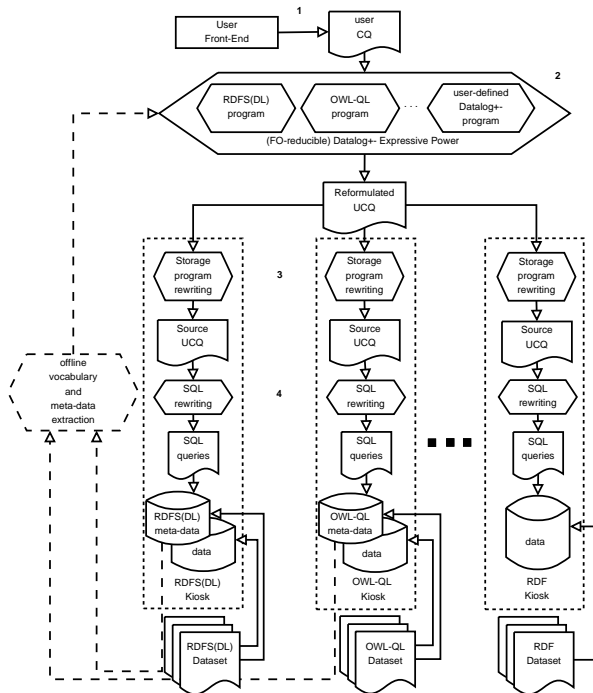 1
User
Front-End
user
CQ
2
RDFS(DL)
program
OWL-QL
program
. . .
user-defined
Datalog+-
program
(FO-reducible) Datalog+- Expressive Power
Reformulated
UCQ
3
Storage
program
rewriting
Storage
program
rewriting
Storage
program
rewriting
Source
UCQ
Source
UCQ
Source
UCQ
offline
vocabulary
and
meta-data
extraction
4
SQL
rewriting
SQL
rewriting
SQL
rewriting
SQL
queries
SQL
queries
SQL
queries
RDFS(DL)
meta-data
data
OWL-QL
meta-data
data
data
RDFS(DL)
Kiosk
OWL-QL
Kiosk
RDF
Kiosk
RDFS(DL)
Dataset
OWL-QL
Dataset
RDF
Dataset